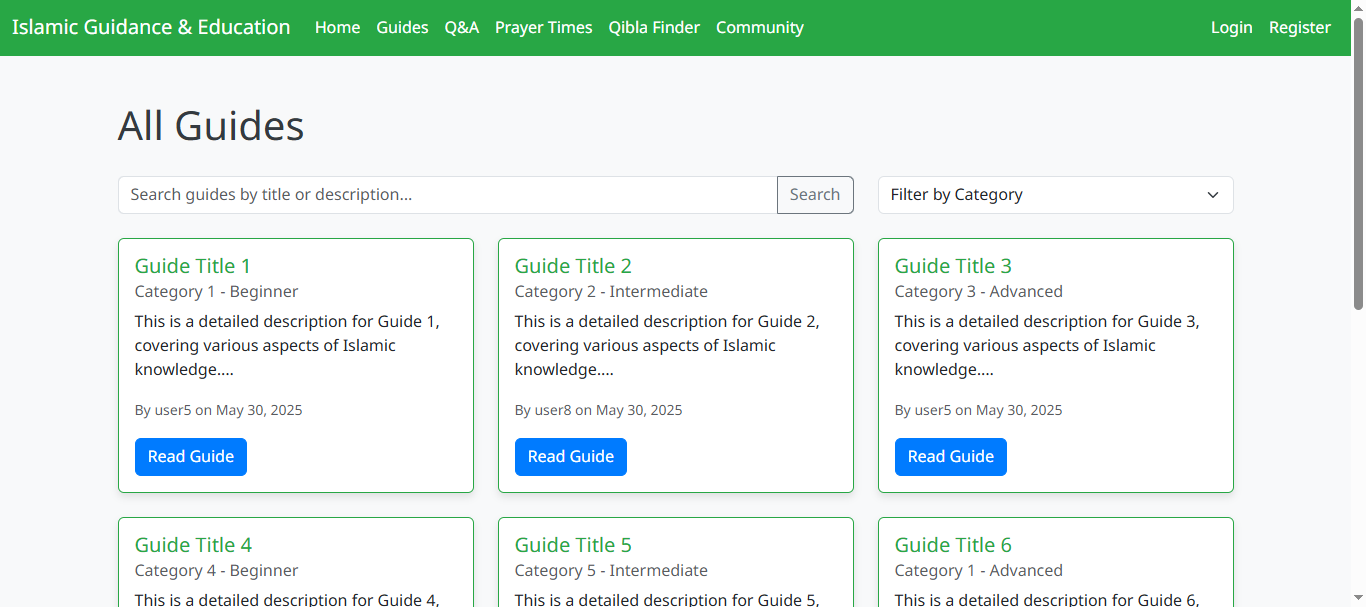 Islamic Guidance & Education Home Guides Q&A Prayer Times Qibla Finder Community Login Register
All Guides
Search guides by title or description... Search Filter by Category
Guide Title 1
Category 1 - Beginner
This is a detailed description for Guide 1,
covering various aspects of Islamic
knowledge....
By user5 on May 30, 2025
Read Guide
Guide Title 2
Category 2 - Intermediate
This is a detailed description for Guide 2,
covering various aspects of Islamic
knowledge....
By user8 on May 30, 2025
Read Guide
Guide Title 3
Category 3 - Advanced
This is a detailed description for Guide 3,
covering various aspects of Islamic
knowledge....
By user5 on May 30, 2025
Read Guide
Guide Title 4
Category 4 - Beginner
This is a detailed description for Guide 4,
Guide Title 5
Category 5 - Intermediate
This is a detailed description for Guide 5,
Guide Title 6
Category 1 - Advanced
This is a detailed description for Guide 6,